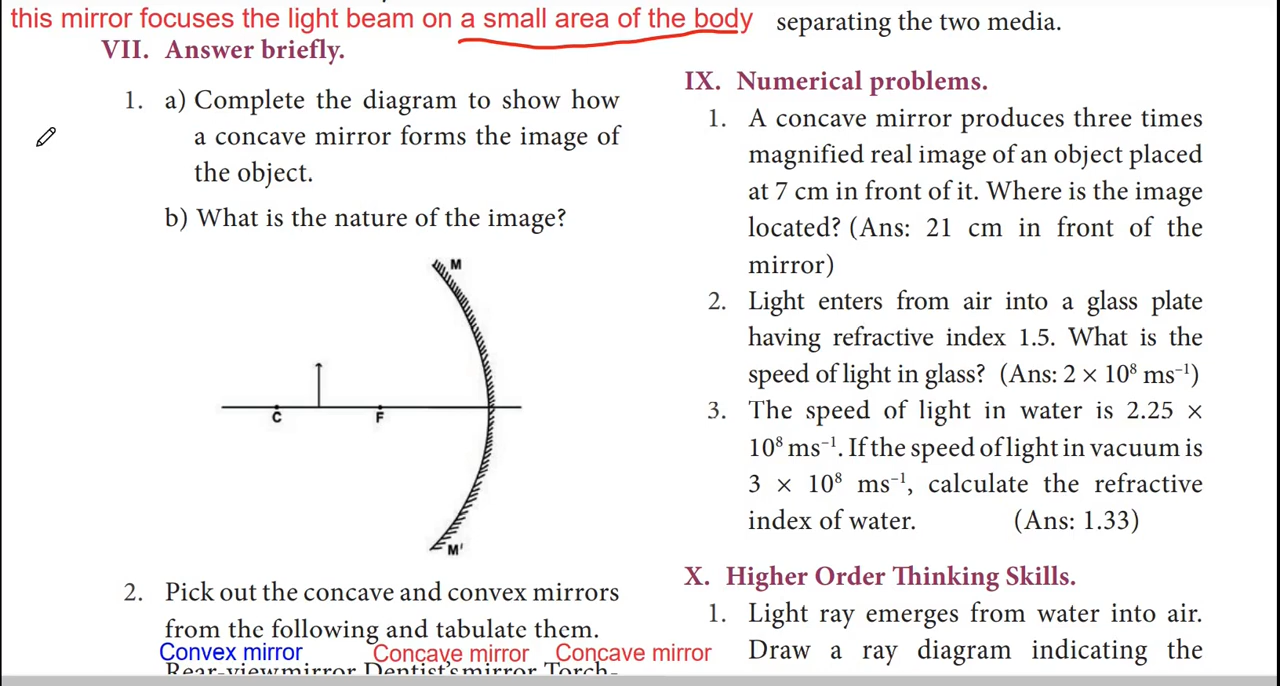 this mirror focuses the light beam on a small area of the body
VII. Answer briefly.
1. a) Complete the diagram to show how
a concave mirror forms the image of
the object.
b) What is the nature of the image?
M
C
F
M'
2. Pick out the concave and convex mirrors
from the following and tabulate them.
Convex mirror Concave mirror Concave mirror
Rear-view mirror, Dentist's mirror, Torch-
separating the two media.
IX. Numerical problems.
1. A concave mirror produces three times
magnified real image of an object placed
at 7 cm in front of it. Where is the image
located? (Ans: 21 cm in front of the
mirror)
2. Light enters from air into a glass plate
having refractive index 1.5. What is the
speed of light in glass? (Ans: 2 × 10⁸ ms⁻¹)
3. The speed of light in water is 2.25 ×
10⁸ ms⁻¹. If the speed of light in vacuum is
3 × 10⁸ ms⁻¹, calculate the refractive
index of water. (Ans: 1.33)
X. Higher Order Thinking Skills.
1. Light ray emerges from water into air.
Draw a ray diagram indicating the